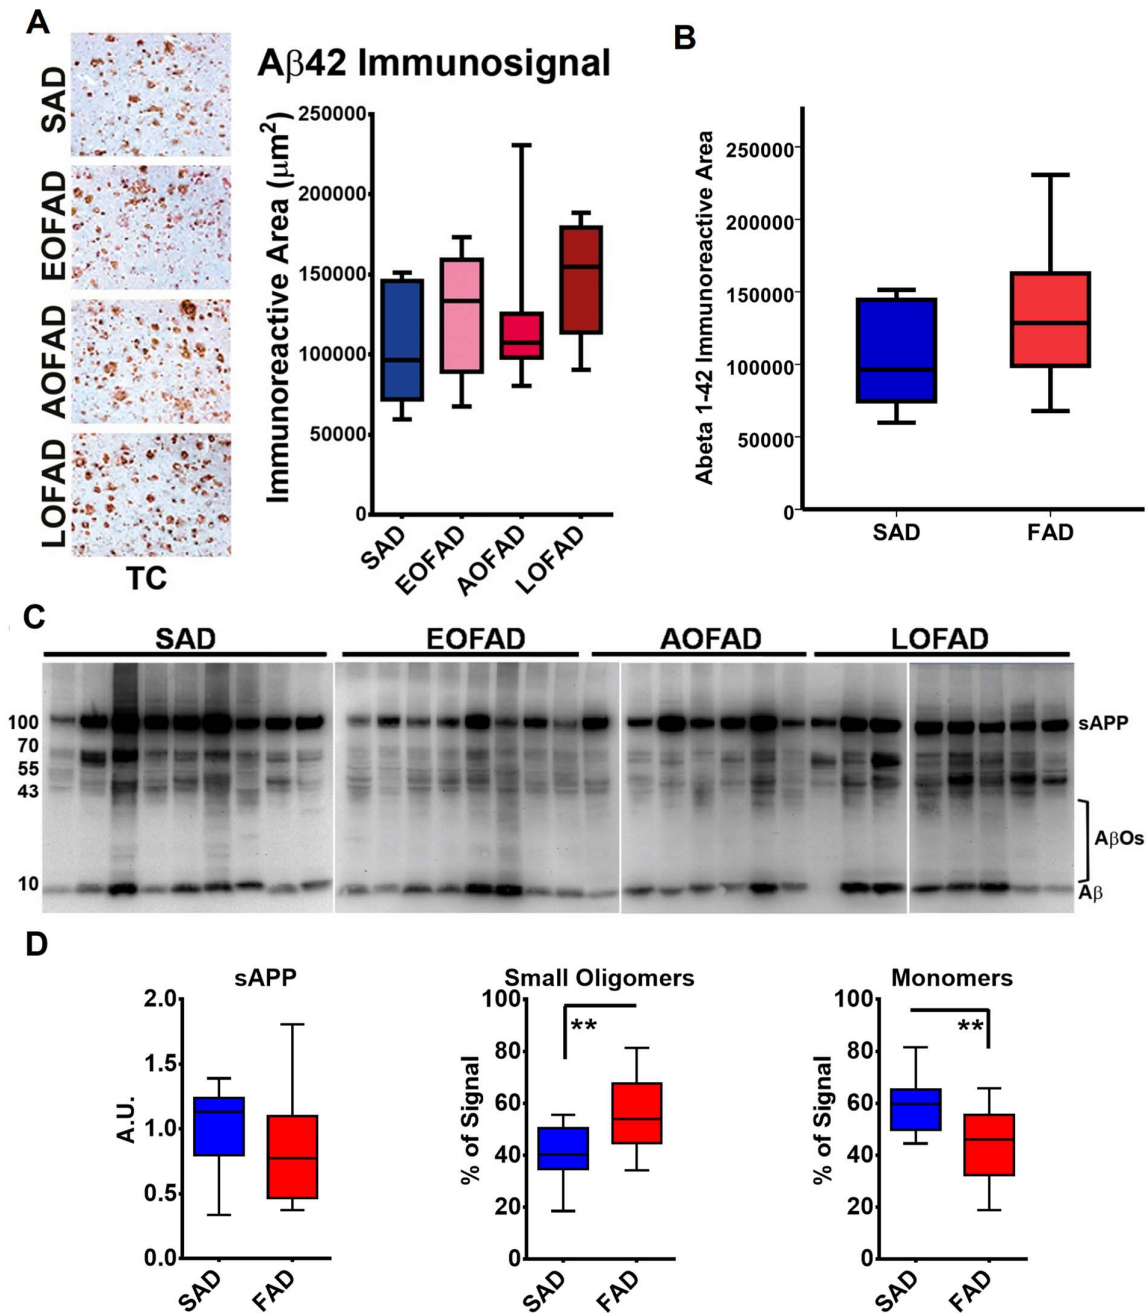 A
SAD
EOFAD
AOFAD
LOFAD
TC
Aβ42 Immunosignal
Immunoreactive Area (μm²)
250000
200000
150000
100000
50000
0
SAD
EOFAD
AOFAD
LOFAD
B
Abeta 1-42 Immunoreactive Area
250000
200000
150000
100000
50000
0
SAD
FAD
C
SAD EOFAD AOFAD LOFAD
100
70
55
43
10
sAPP
AβOs
Aβ
D
sAPP
A.U.
2.0
1.5
1.0
0.5
0.0
SAD
FAD
Small Oligomers
% of Signal
100
80
60
40
20
0
**
SAD
FAD
Monomers
% of Signal
100
80
60
40
20
0
**
SAD
FAD